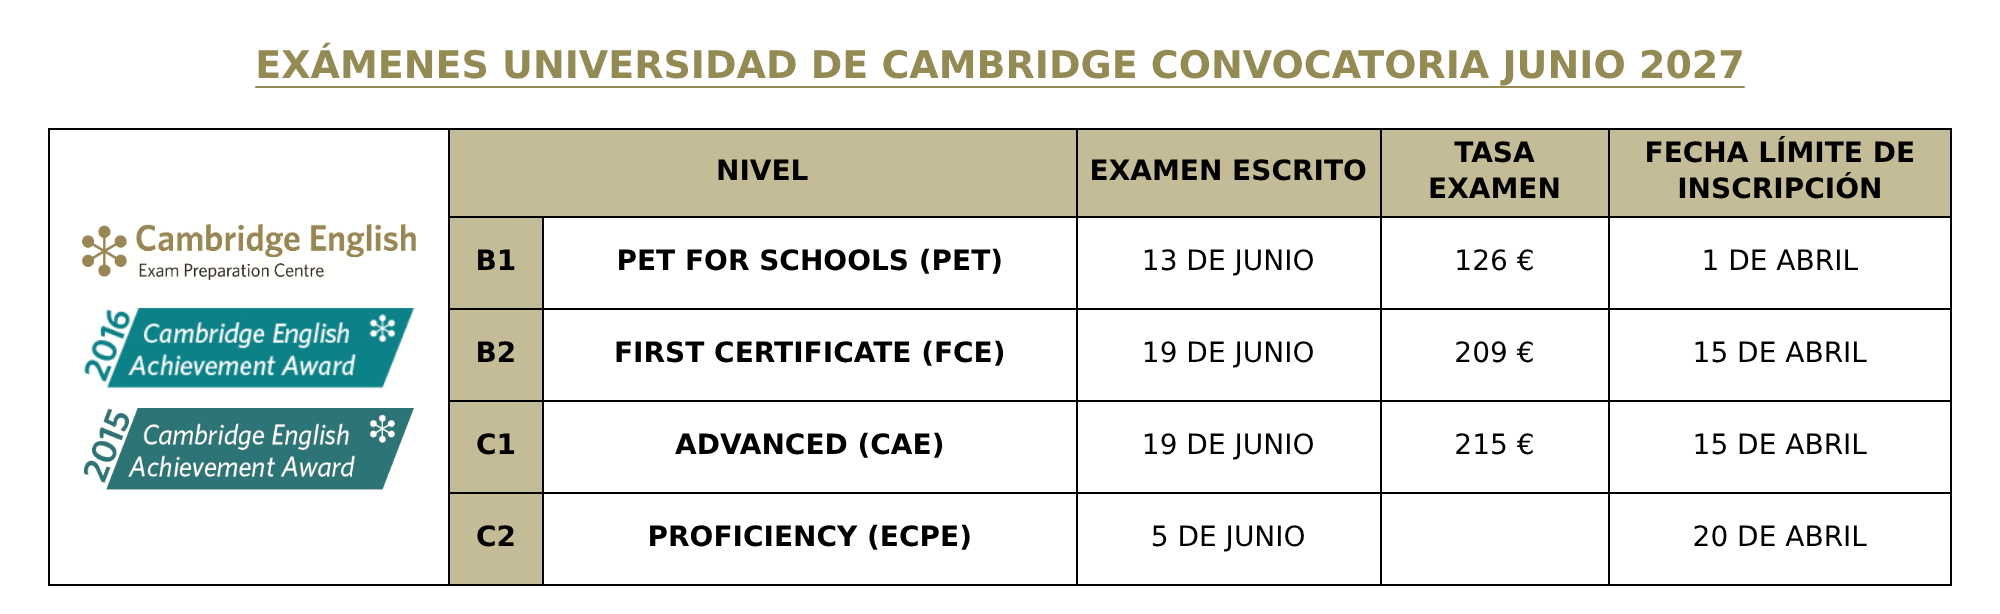 EXÁMENES UNIVERSIDAD DE CAMBRIDGE CONVOCATORIA JUNIO 2027
Cambridge English
Exam Preparation Centre
2016
Cambridge English
Achievement Award
2015
Cambridge English
Achievement Award
NIVEL
EXAMEN ESCRITO
TASA
EXAMEN
FECHA LÍMITE DE
INSCRIPCIÓN
B1 PET FOR SCHOOLS (PET) 13 DE JUNIO 126 € 1 DE ABRIL
B2 FIRST CERTIFICATE (FCE) 19 DE JUNIO 209 € 15 DE ABRIL
C1 ADVANCED (CAE) 19 DE JUNIO 215 € 15 DE ABRIL
C2 PROFICIENCY (ECPE) 5 DE JUNIO 20 DE ABRIL